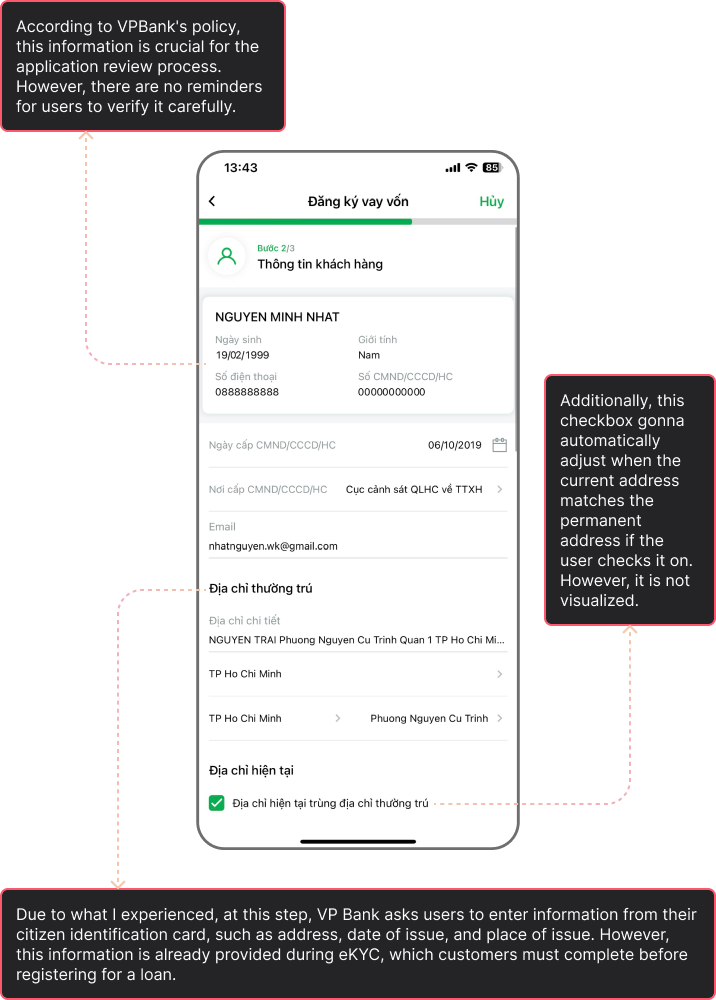 According to VPBank's policy,
this information is crucial for the
application review process.
However, there are no reminders
for users to verify it carefully.
13:43
85
Đăng ký vay vốn
Hủy
Bước 2/3
Thông tin khách hàng
NGUYEN MINH NHAT
Ngày sinh
Giới tính
19/02/1999
Nam
Số điện thoại
Số CMND/CCCD/HC
0888888888
00000000000
Ngày cấp CMND/CCCD/HC
06/10/2019
Nơi cấp CMND/CCCD/HC
Cục cảnh sát QLHC về TTXH
Email
nhatnguyen.wk@gmail.com
Địa chỉ thường trú
Địa chỉ chi tiết
NGUYEN TRAI Phuong Nguyen Cu Trinh Quan 1 TP Ho Chi Mi...
TP Ho Chi Minh
TP Ho Chi Minh
Phuong Nguyen Cu Trinh
Địa chỉ hiện tại
Địa chỉ hiện tại trùng địa chỉ thường trú
Additionally, this
checkbox gonna
automatically
adjust when the
current address
matches the
permanent
address if the
user checks it on.
However, it is not
visualized.
Due to what I experienced, at this step, VP Bank asks users to enter information from their
citizen identification card, such as address, date of issue, and place of issue. However,
this information is already provided during eKYC, which customers must complete before
registering for a loan.